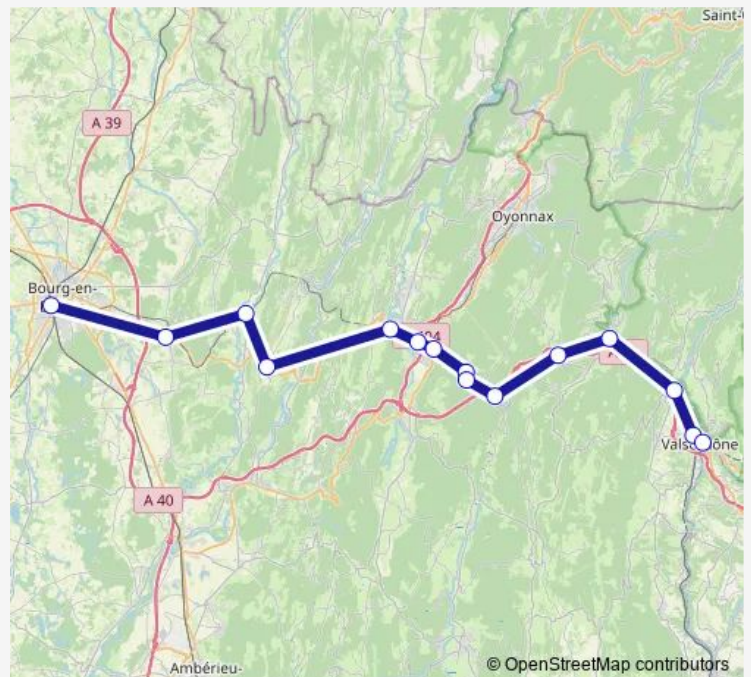 Saint-
A 39
Oyonnax
Bourg-en-
A 40
Ambérieu-
© OpenStreetMap contributors